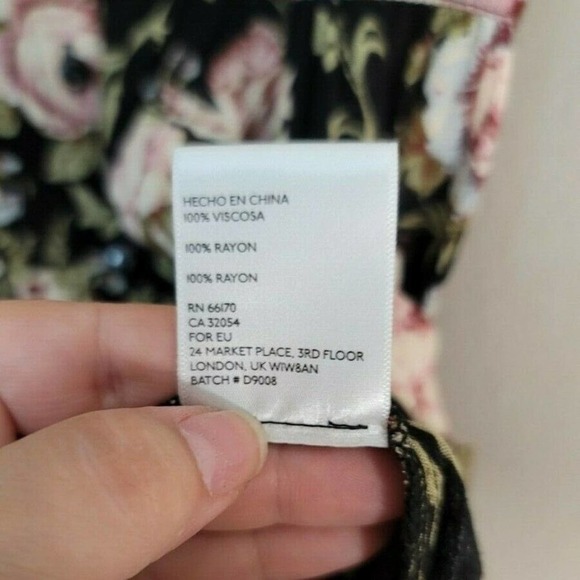 HECHO EN CHINA
100% VISCOSA
100% RAYON
100% RAYON
RN 66170
CA 32054
FOR EU
24 MARKET PLACE, 3RD FLOOR
LONDON, UK W1W8AN
BATCH # D9008